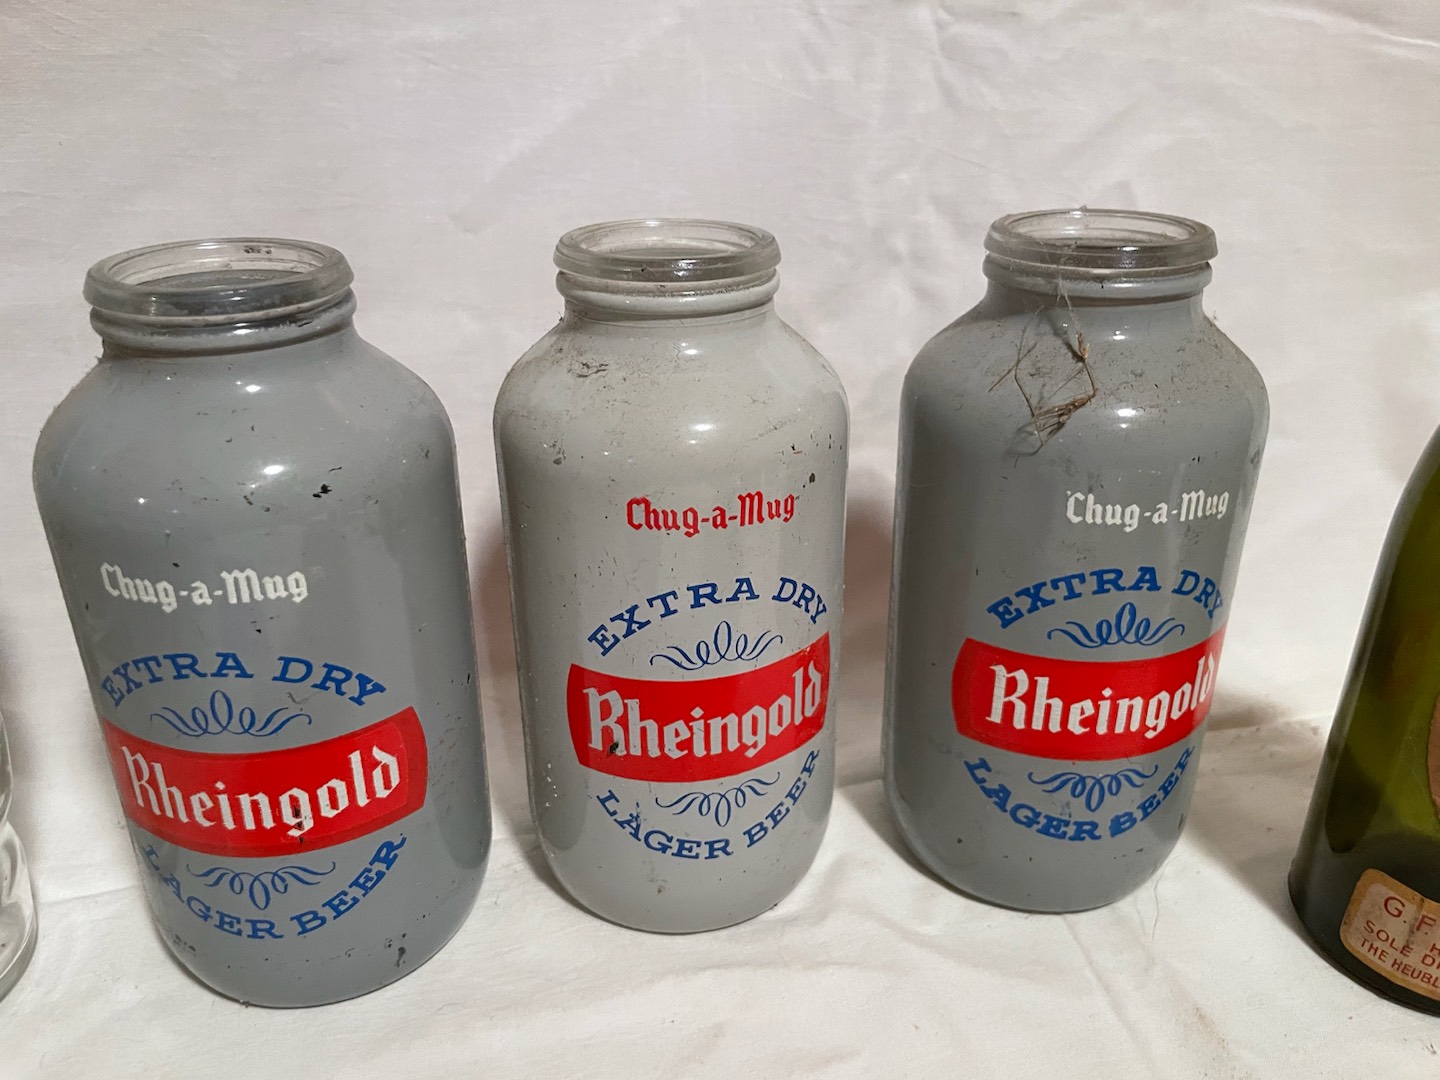 Chug-a-Mug
EXTRA DRY
Rheingold
LAGER BEER
Chug-a-Mug
EXTRA DRY
Rheingold
LAGER BEER
Chug-a-Mug
EXTRA DRY
Rheingold
LAGER BEER
G. F.
SOLE
THE